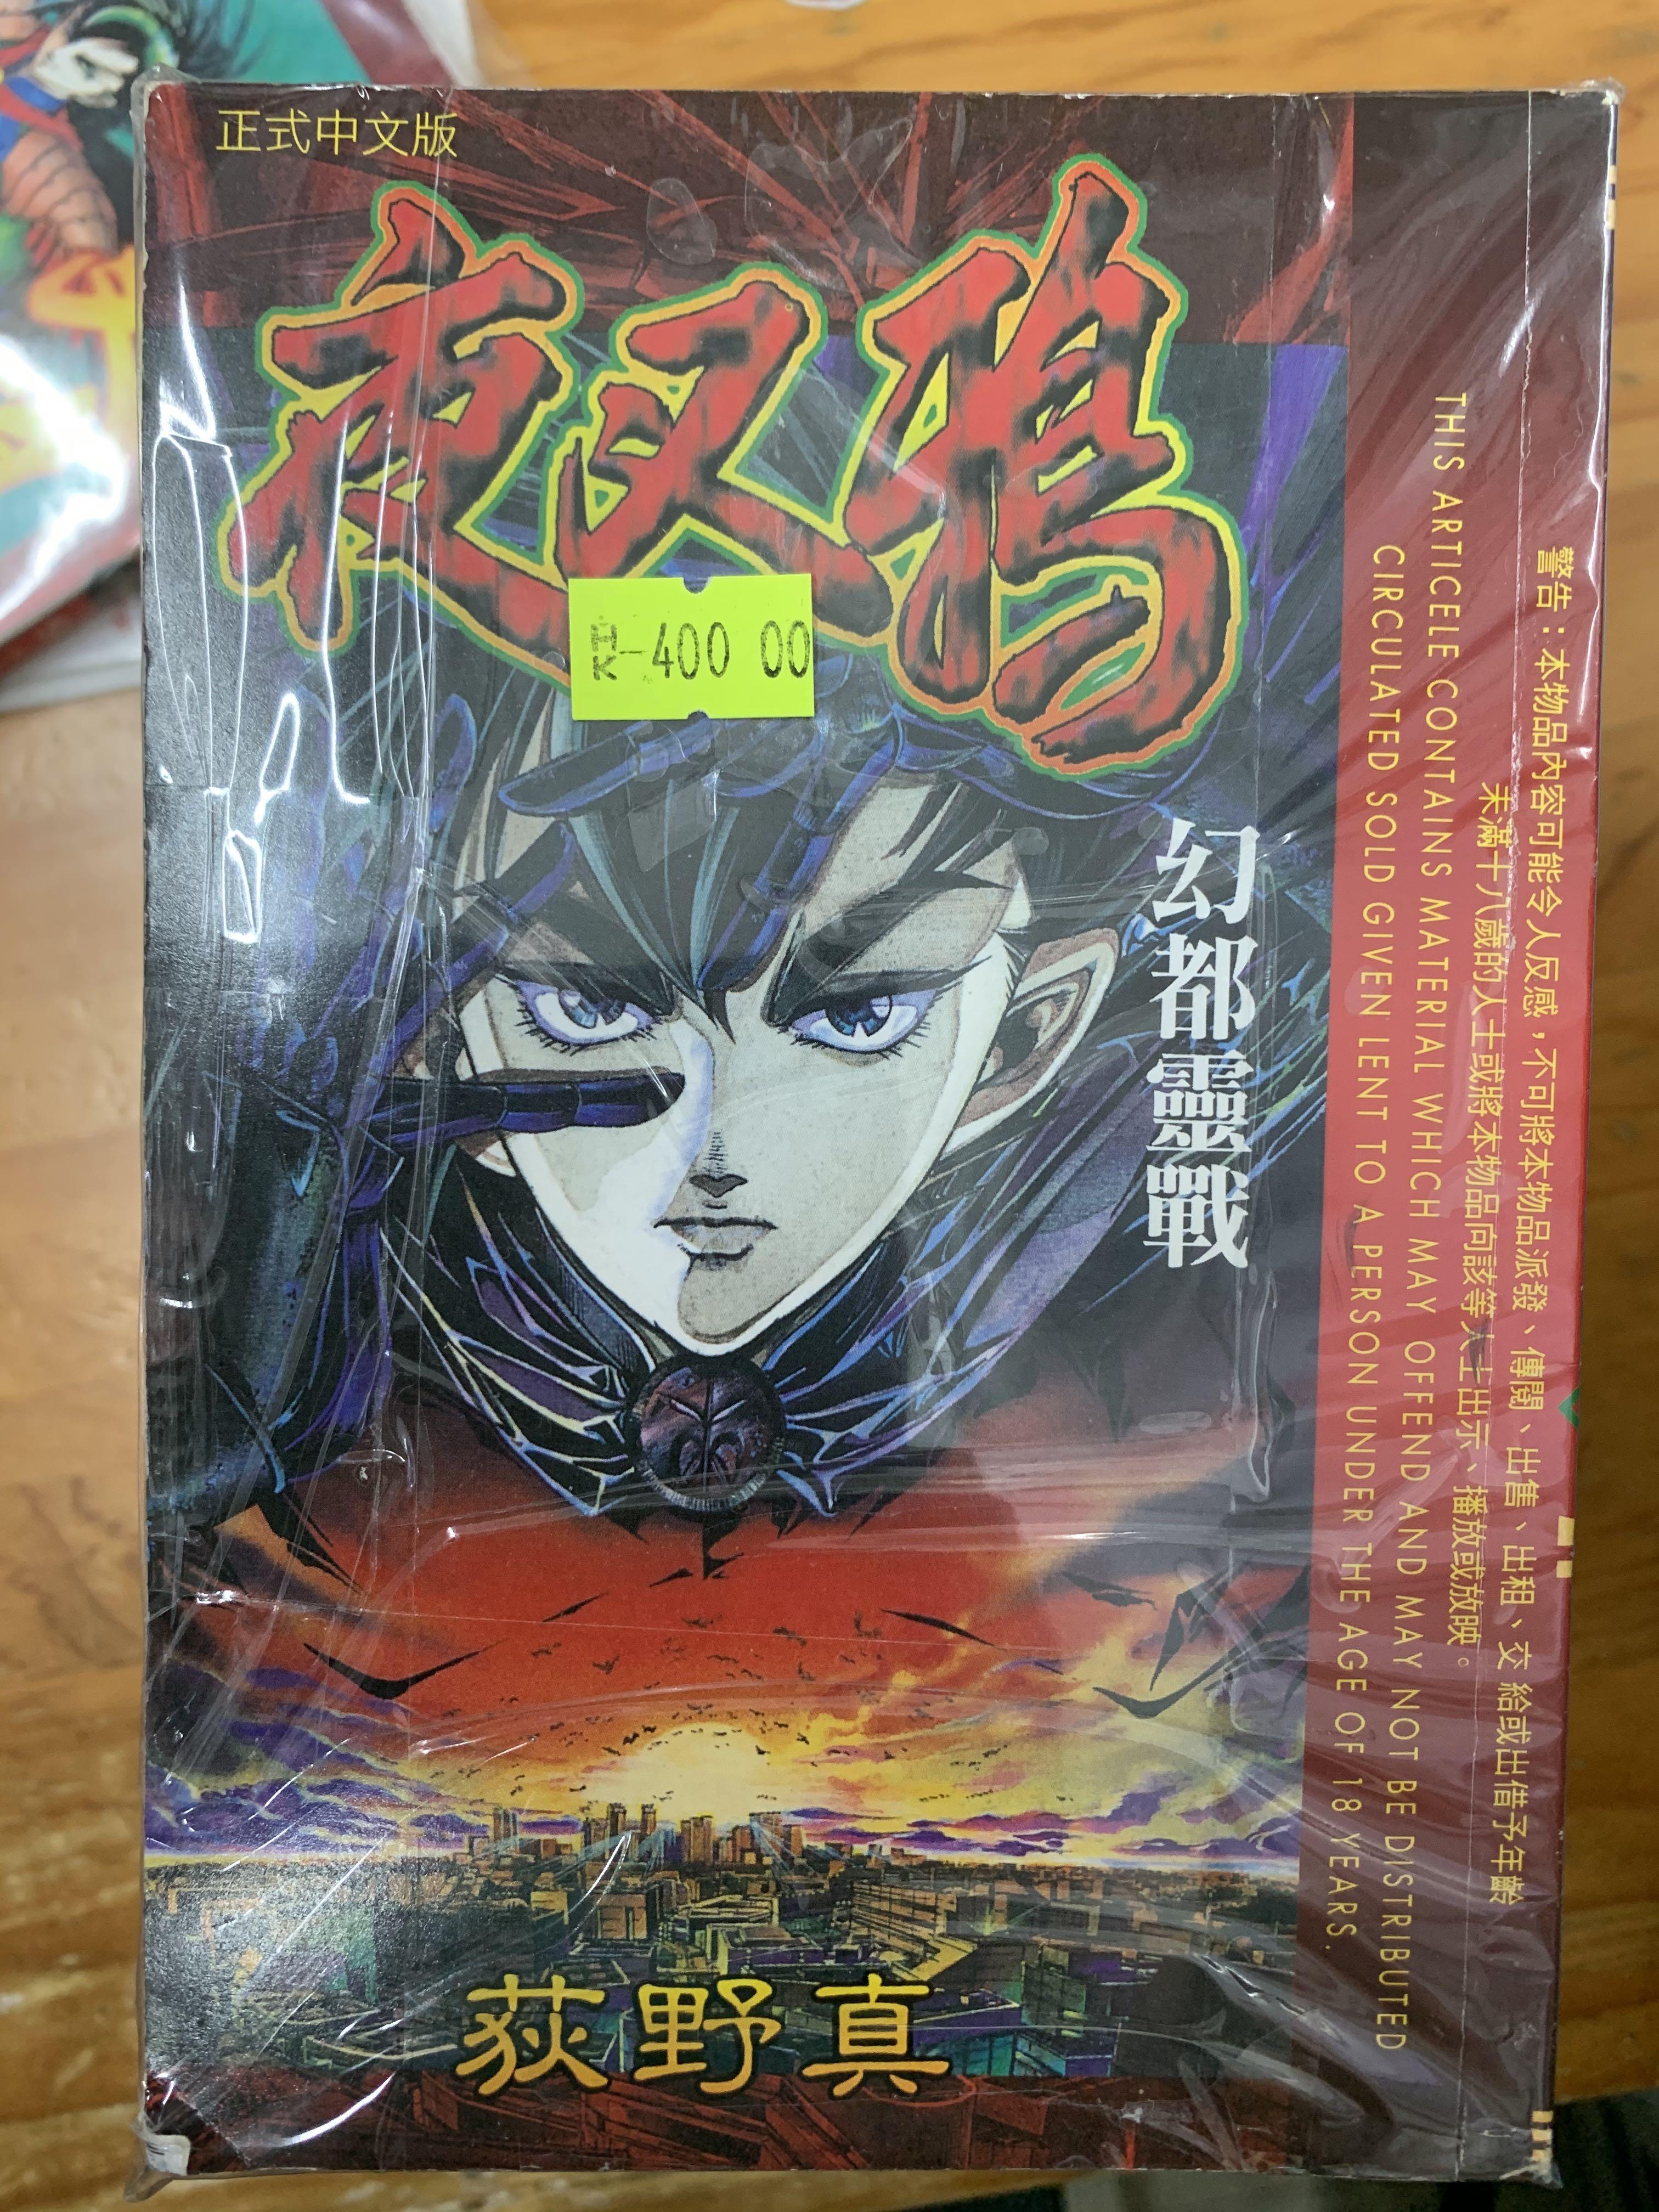 正式中文版
夜叉鴉
HK 400 00
幻都靈戰
荻野真
警告：本物品內容可能令人反感，不可將本物品派發、傳閱、出售、出租、交給或出借予年齡
未滿十八歲的人士或將本物品向該等人士出示、播放或放映。
THIS ARTICELE CONTAINS MATERIAL WHICH MAY OFFEND AND MAY NOT BE DISTRIBUTED
CIRCULATED SOLD GIVEN LENT TO A PERSON UNDER THE AGE OF 18 YEARS.